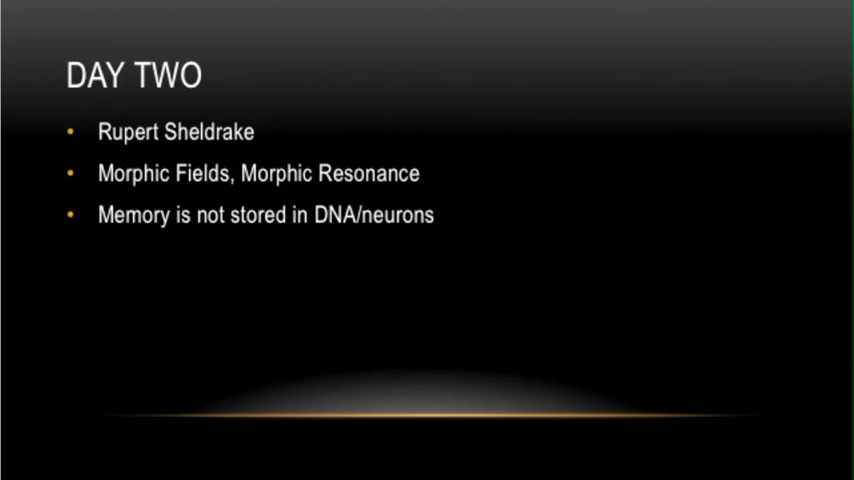 DAY TWO
• Rupert Sheldrake
• Morphic Fields, Morphic Resonance
• Memory is not stored in DNA/neurons